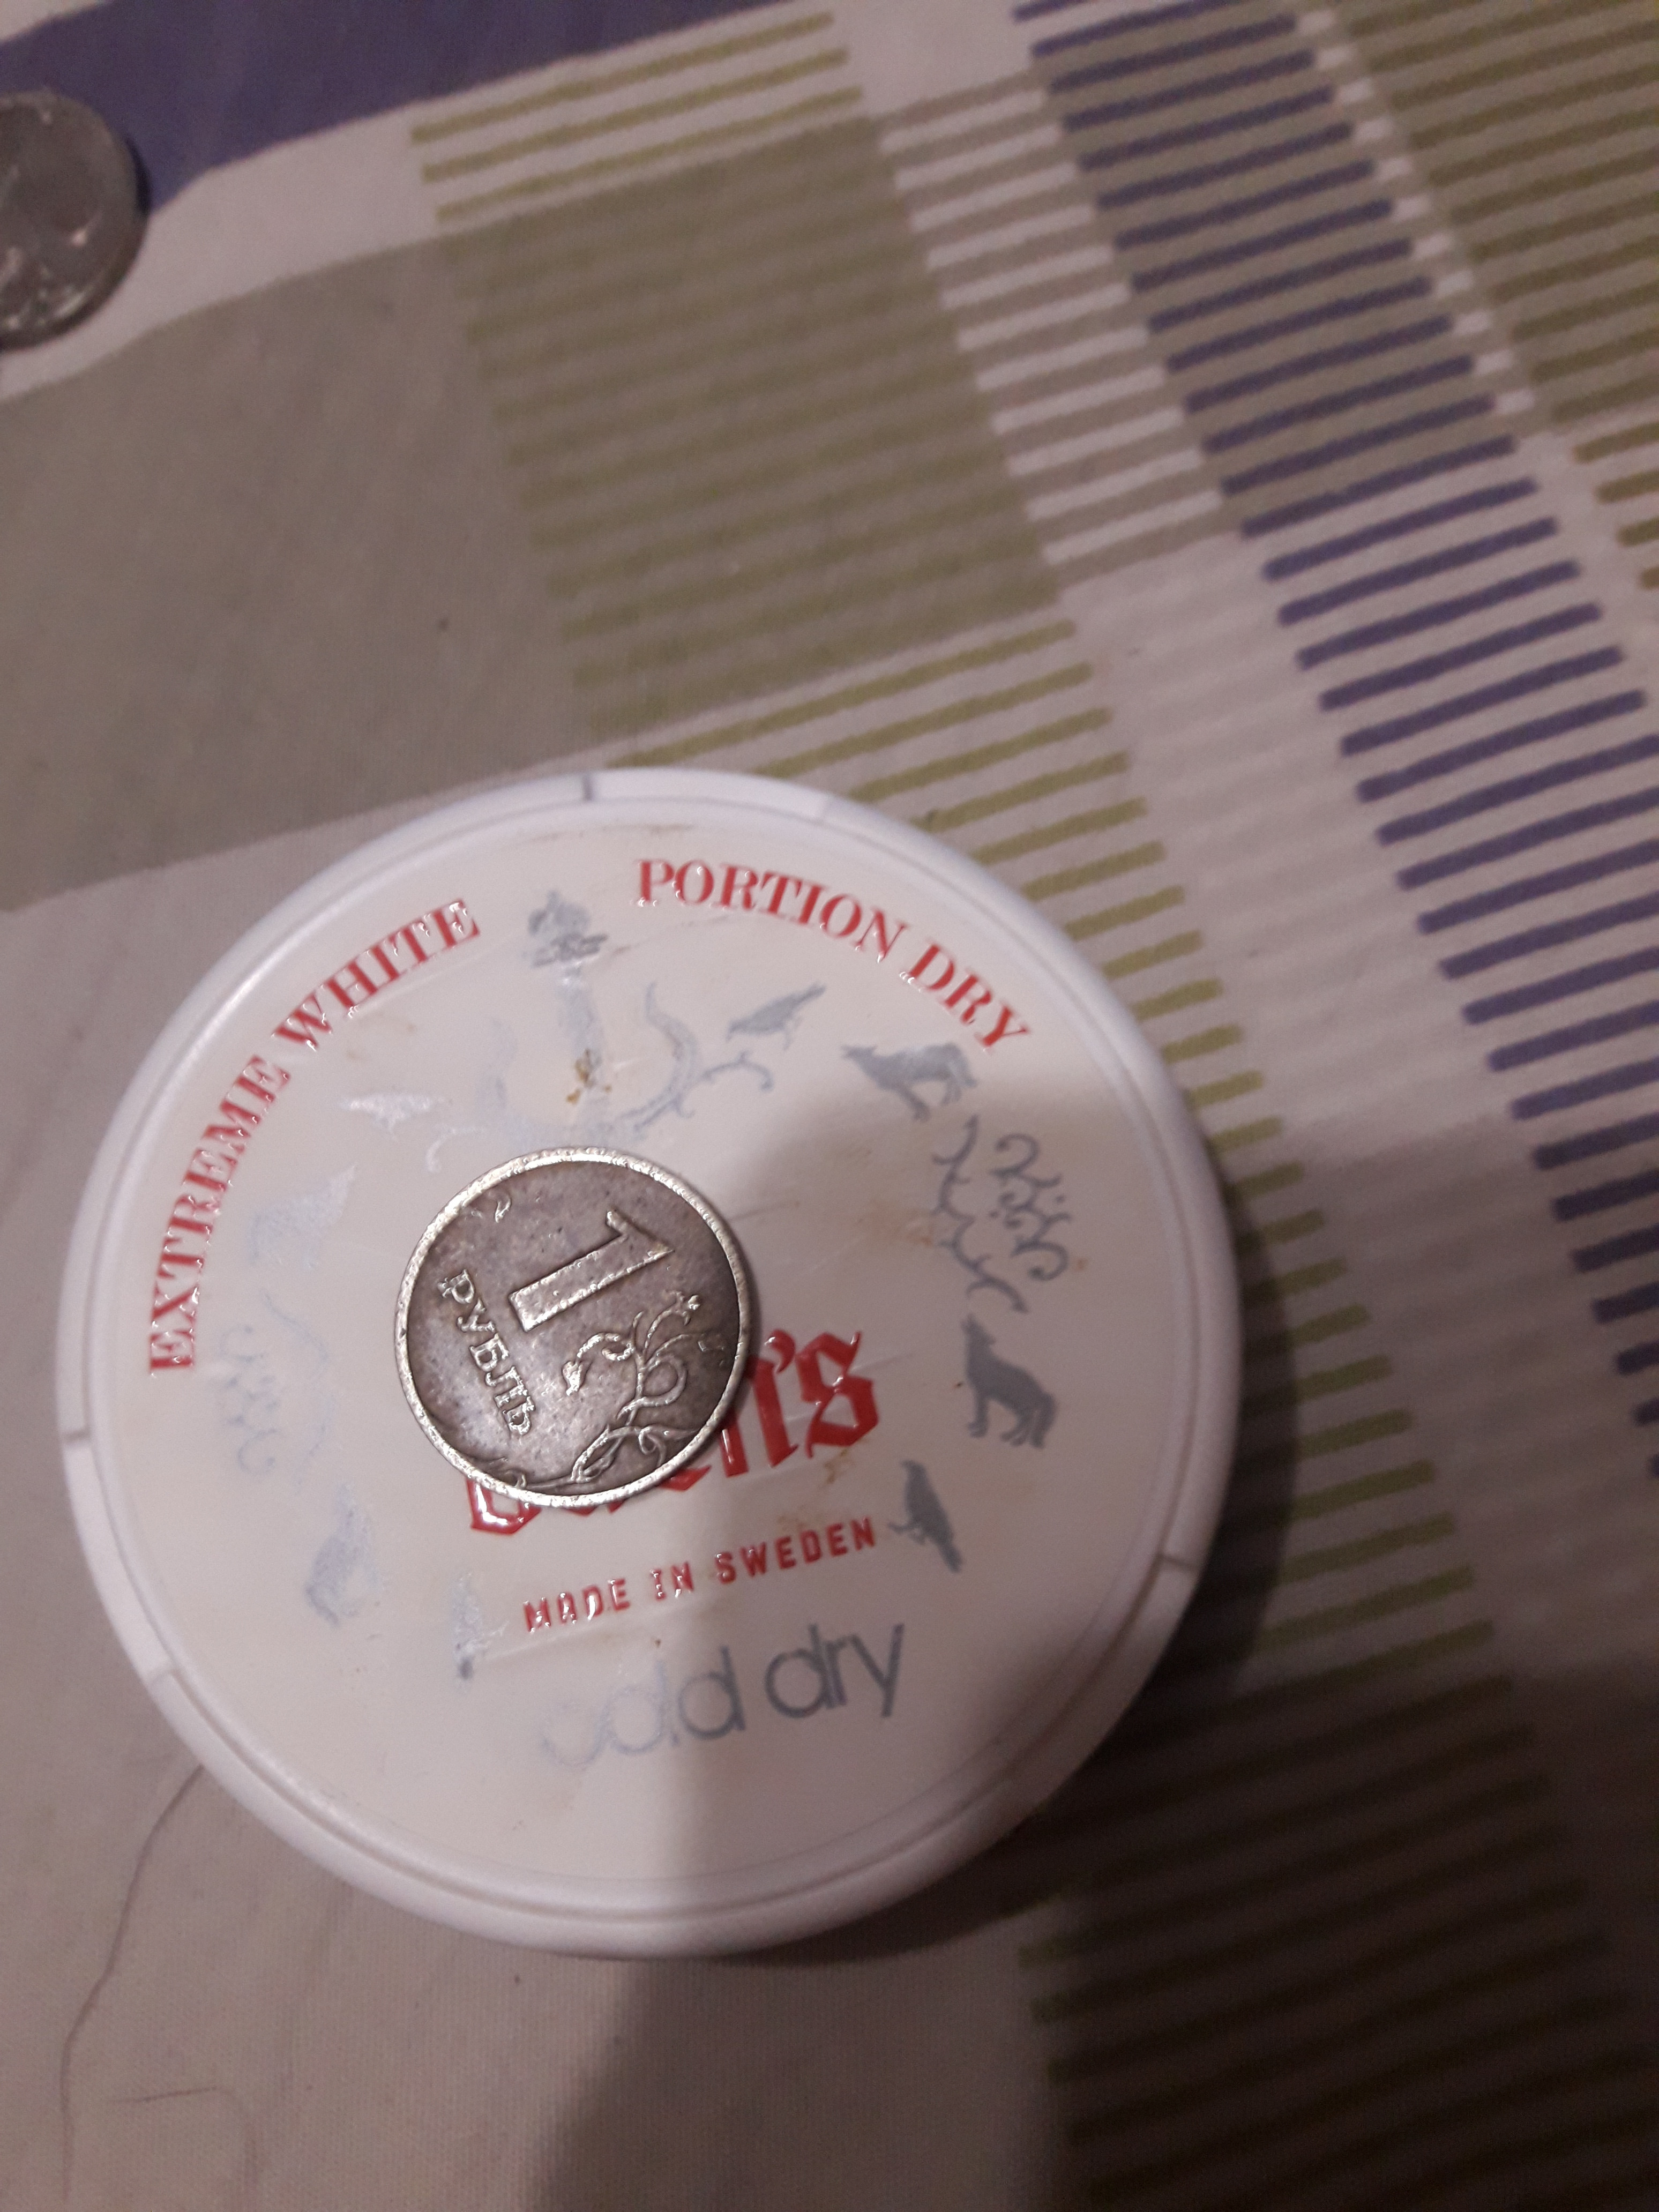 EXTREME WHITE
PORTION DRY
1
РУБЛЬ
MADE IN SWEDEN
dry